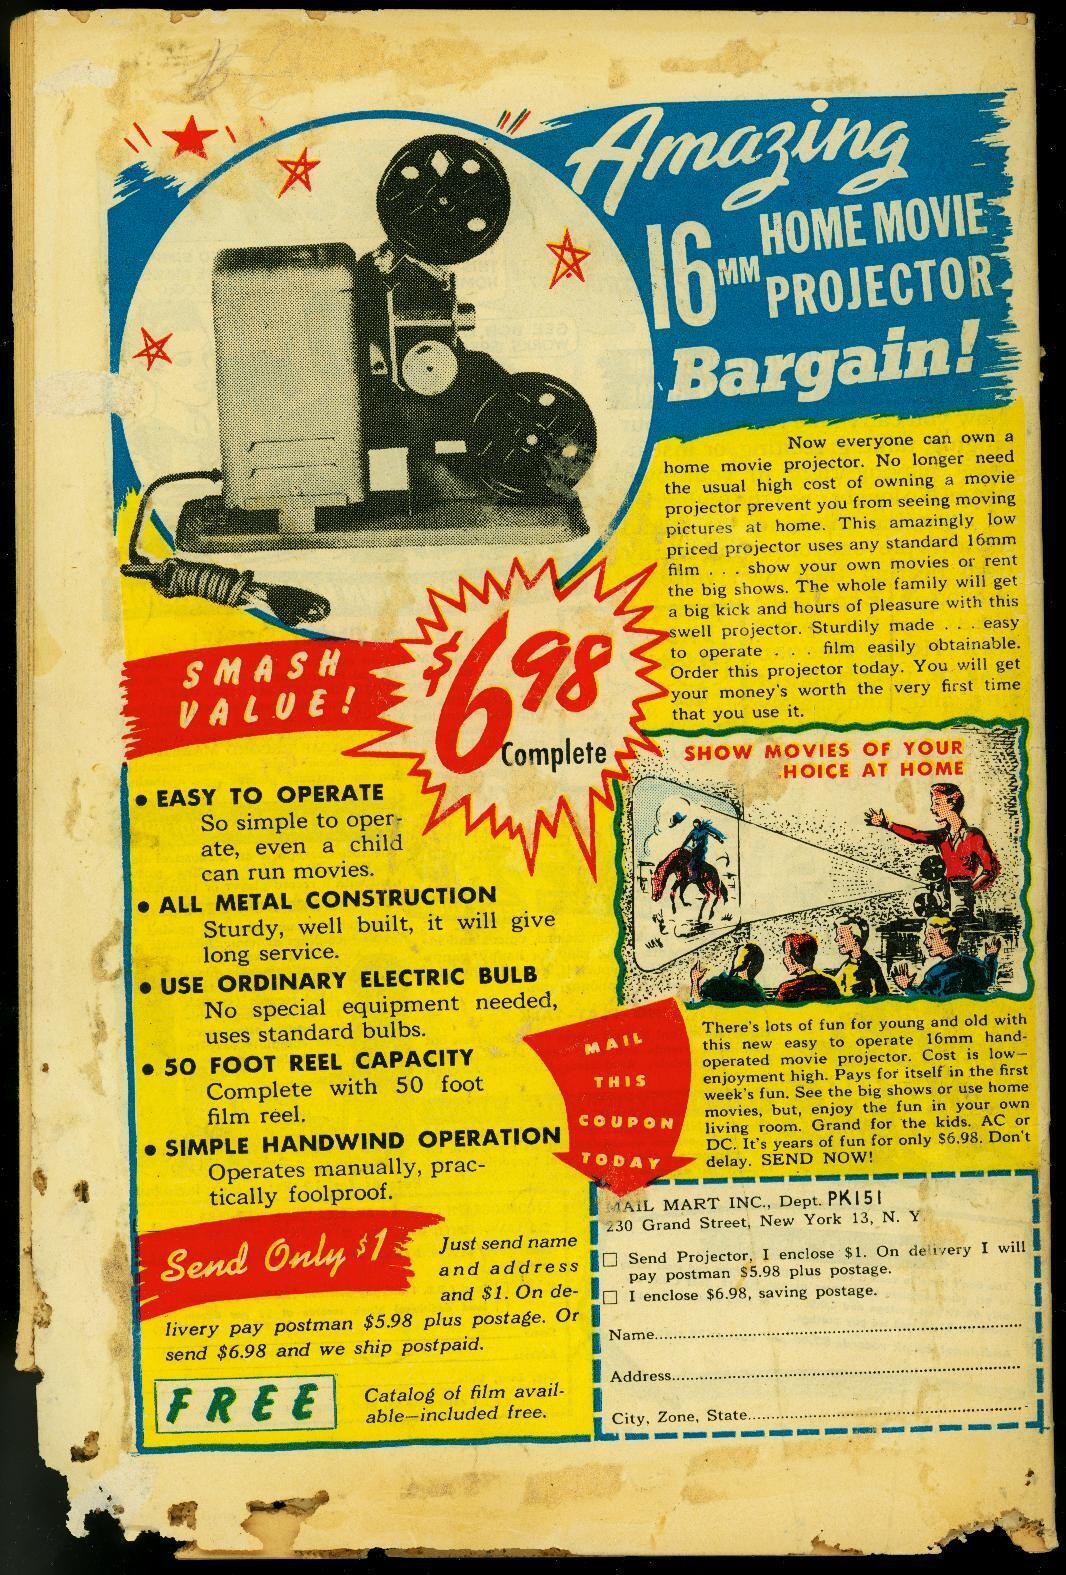 Amazing
16 MM HOME MOVIE
PROJECTOR
Bargain!
Now everyone can own a
home movie projector. No longer need
the usual high cost of owning a movie
projector prevent you from seeing moving
pictures at home. This amazingly low
priced projector uses any standard 16mm
film . . . show your own movies or rent
the big shows. The whole family will get
a big kick and hours of pleasure with this
swell projector. Sturdily made . . . easy
to operate . . . film easily obtainable.
Order this projector today. You will get
your money's worth the very first time
that you use it.
SMASH
VALUE!
$6 98
Complete
SHOW MOVIES OF YOUR
HOICE AT HOME
• EASY TO OPERATE
So simple to oper-
ate, even a child
can run movies.
• ALL METAL CONSTRUCTION
Sturdy, well built, it will give
long service.
• USE ORDINARY ELECTRIC BULB
No special equipment needed,
uses standard bulbs.
• 50 FOOT REEL CAPACITY
Complete with 50 foot
film reel.
• SIMPLE HANDWIND OPERATION
Operates manually, prac-
tically foolproof.
MAIL
THIS
COUPON
TODAY
There's lots of fun for young and old with
this new easy to operate 16mm hand-
operated movie projector. Cost is low—
enjoyment high. Pays for itself in the first
week's fun. See the big shows or use home
movies, but, enjoy the fun in your own
living room. Grand for the kids. AC or
DC. It's years of fun for only $6.98. Don't
delay. SEND NOW!
Send Only $1
Just send name
and address
and $1. On de-
livery pay postman $5.98 plus postage. Or
send $6.98 and we ship postpaid.
FREE
Catalog of film avail-
able—included free.
MAIL MART INC., Dept. PK151
230 Grand Street, New York 13, N. Y.
☐ Send Projector, I enclose $1. On delivery I will
pay postman $5.98 plus postage.
☐ I enclose $6.98, saving postage.
Name
Address
City, Zone, State